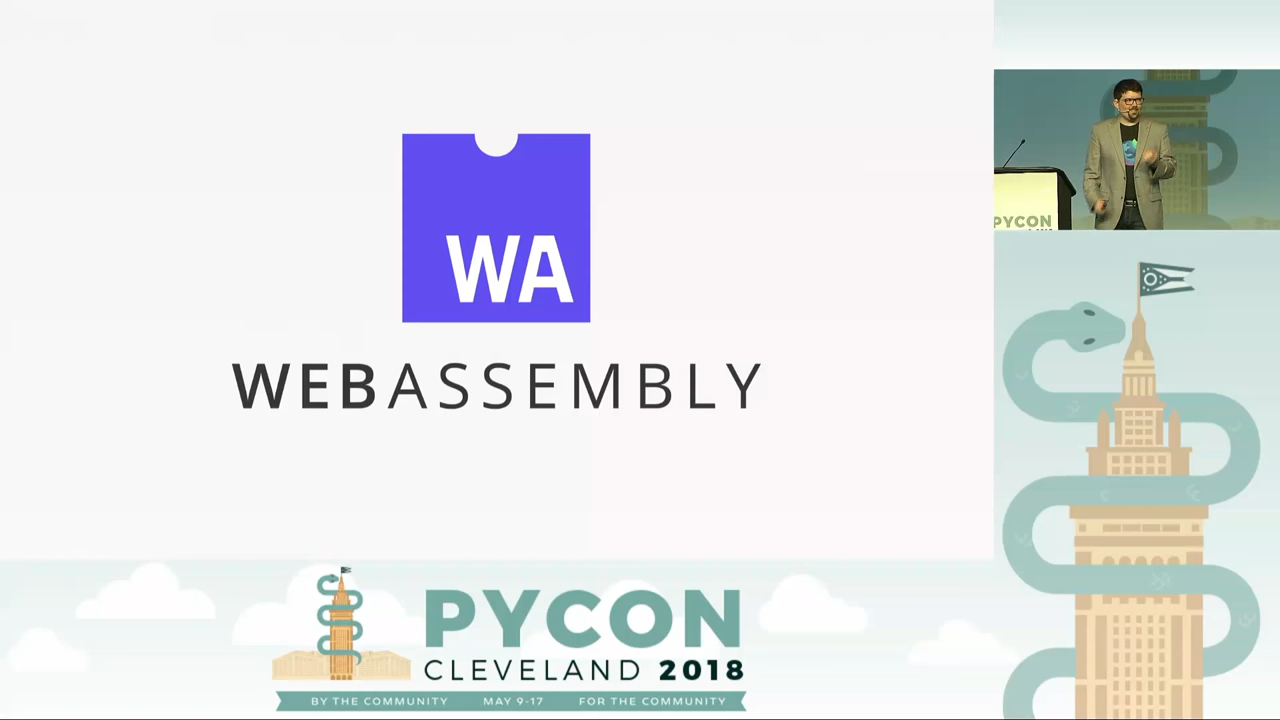 WA
WEBASSEMBLY
PYCON
PYCON
CLEVELAND 2018
BY THE COMMUNITY MAY 9-17 FOR THE COMMUNITY